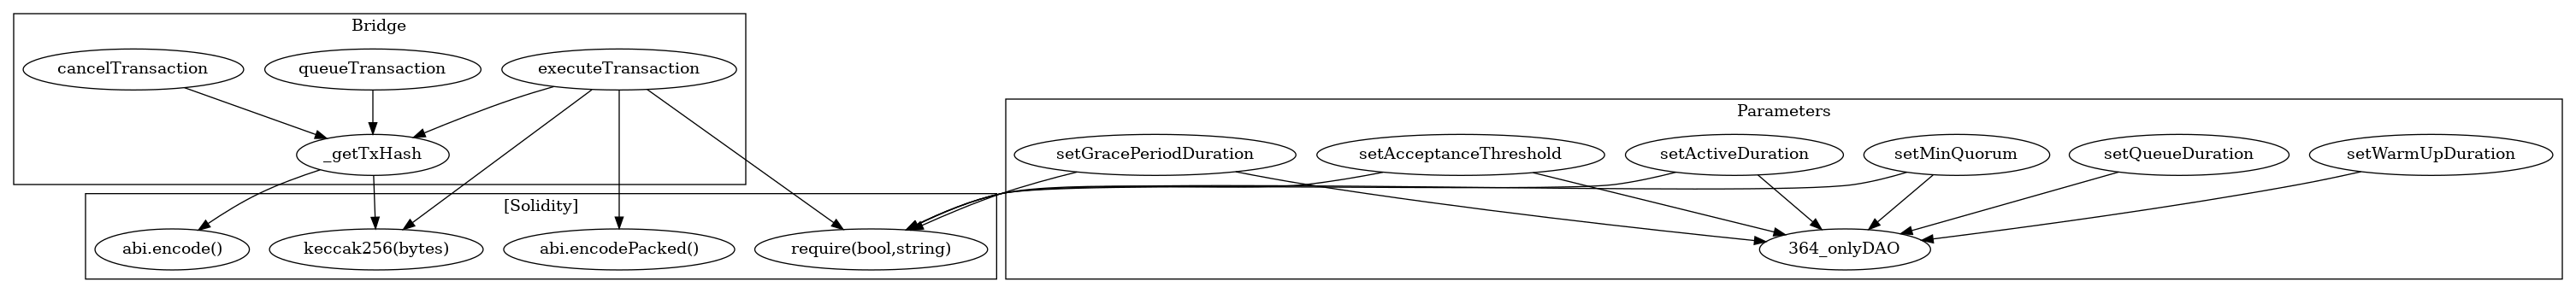 Bridge
cancelTransaction
queueTransaction
executeTransaction
_getTxHash
[Solidity]
abi.encode()
keccak256(bytes)
abi.encodePacked()
require(bool,string)
Parameters
setGracePeriodDuration
setAcceptanceThreshold
setActiveDuration
setMinQuorum
setQueueDuration
setWarmUpDuration
364_onlyDAO